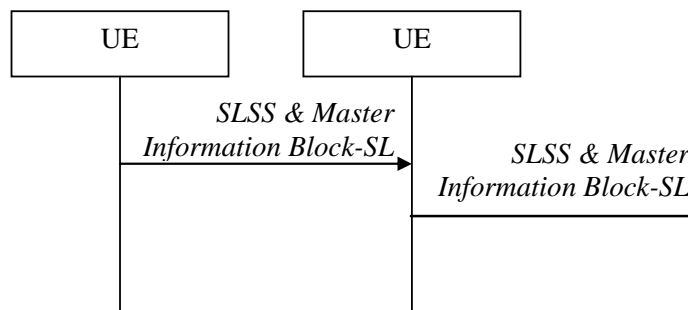 UE
UE
SLSS & Master
Information Block-SL
SLSS & Master
Information Block-SL